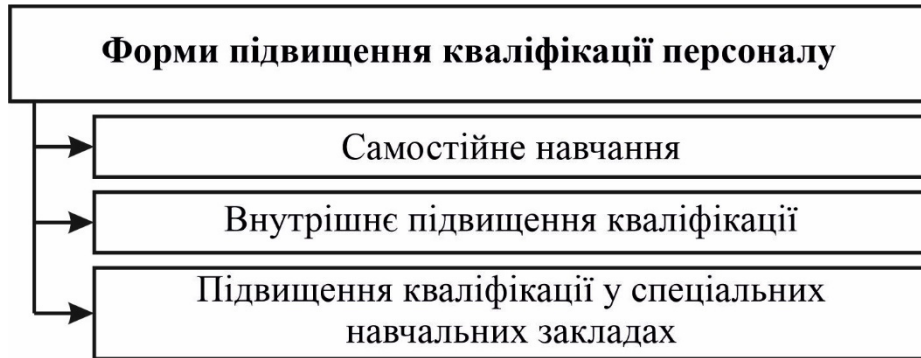 Форми підвищення кваліфікації персоналу
Самостійне навчання
Внутрішнє підвищення кваліфікації
Підвищення кваліфікації у спеціальних
навчальних закладах